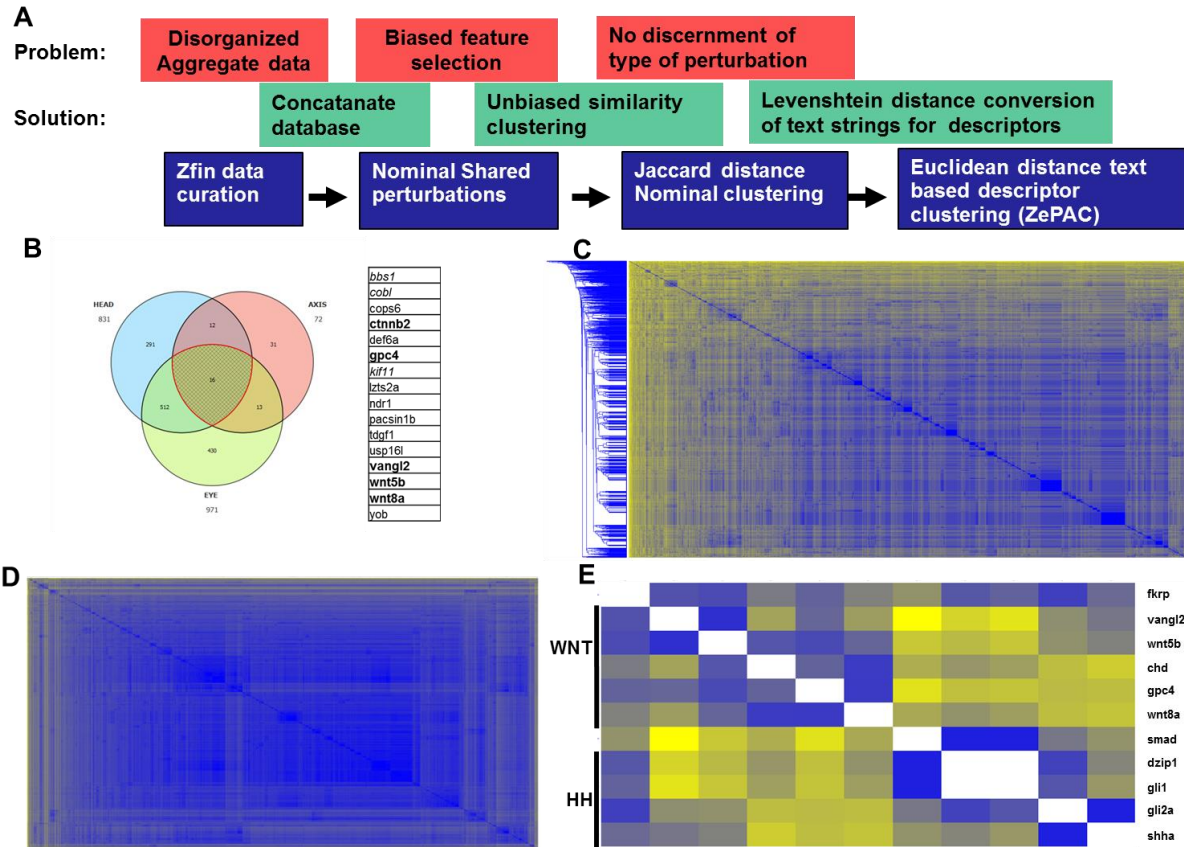 A
Problem:
Disorganized
Aggregate data
Biased feature
selection
No discernment of
type of perturbation
Solution:
Concatanate
database
Unbiased similarity
clustering
Levenshtein distance conversion
of text strings for descriptors
Zfin data
curation
Nominal Shared
perturbations
Jaccard distance
Nominal clustering
Euclidean distance text
based descriptor
clustering (ZePAC)
B
HEAD
831
AXIS
72
12
291
31
16
512
13
430
EYE
971
bbs1
cobl
cops6
ctnnb2
def6a
gpc4
kif11
lzts2a
ndr1
pacsin1b
tdgf1
usp16l
vangl2
wnt5b
wnt8a
yob
C
D
E
WNT
HH
fkrp
vangl2
wnt5b
chd
gpc4
wnt8a
smad
dzip1
gli1
gli2a
shha